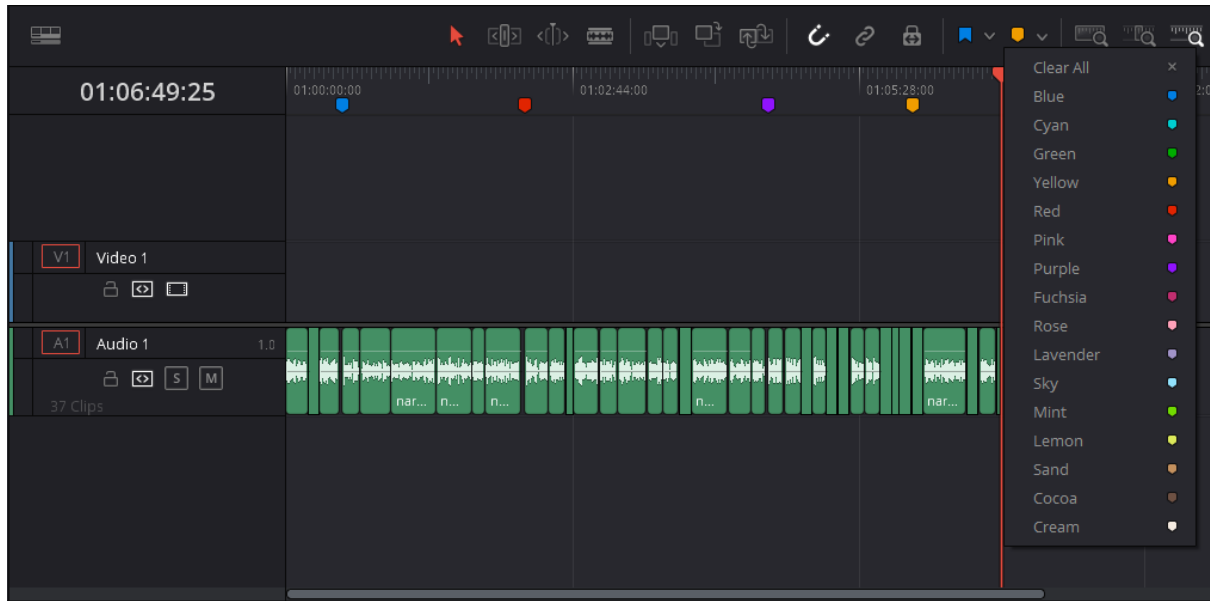 01:06:49:25
01:00:00:00
01:02:44:00
01:05:28:00
V1
Video 1
A1
Audio 1
1.0
S
M
37 Clips
nar...
n...
n...
n...
nar...
Clear All
Blue
Cyan
Green
Yellow
Red
Pink
Purple
Fuchsia
Rose
Lavender
Sky
Mint
Lemon
Sand
Cocoa
Cream